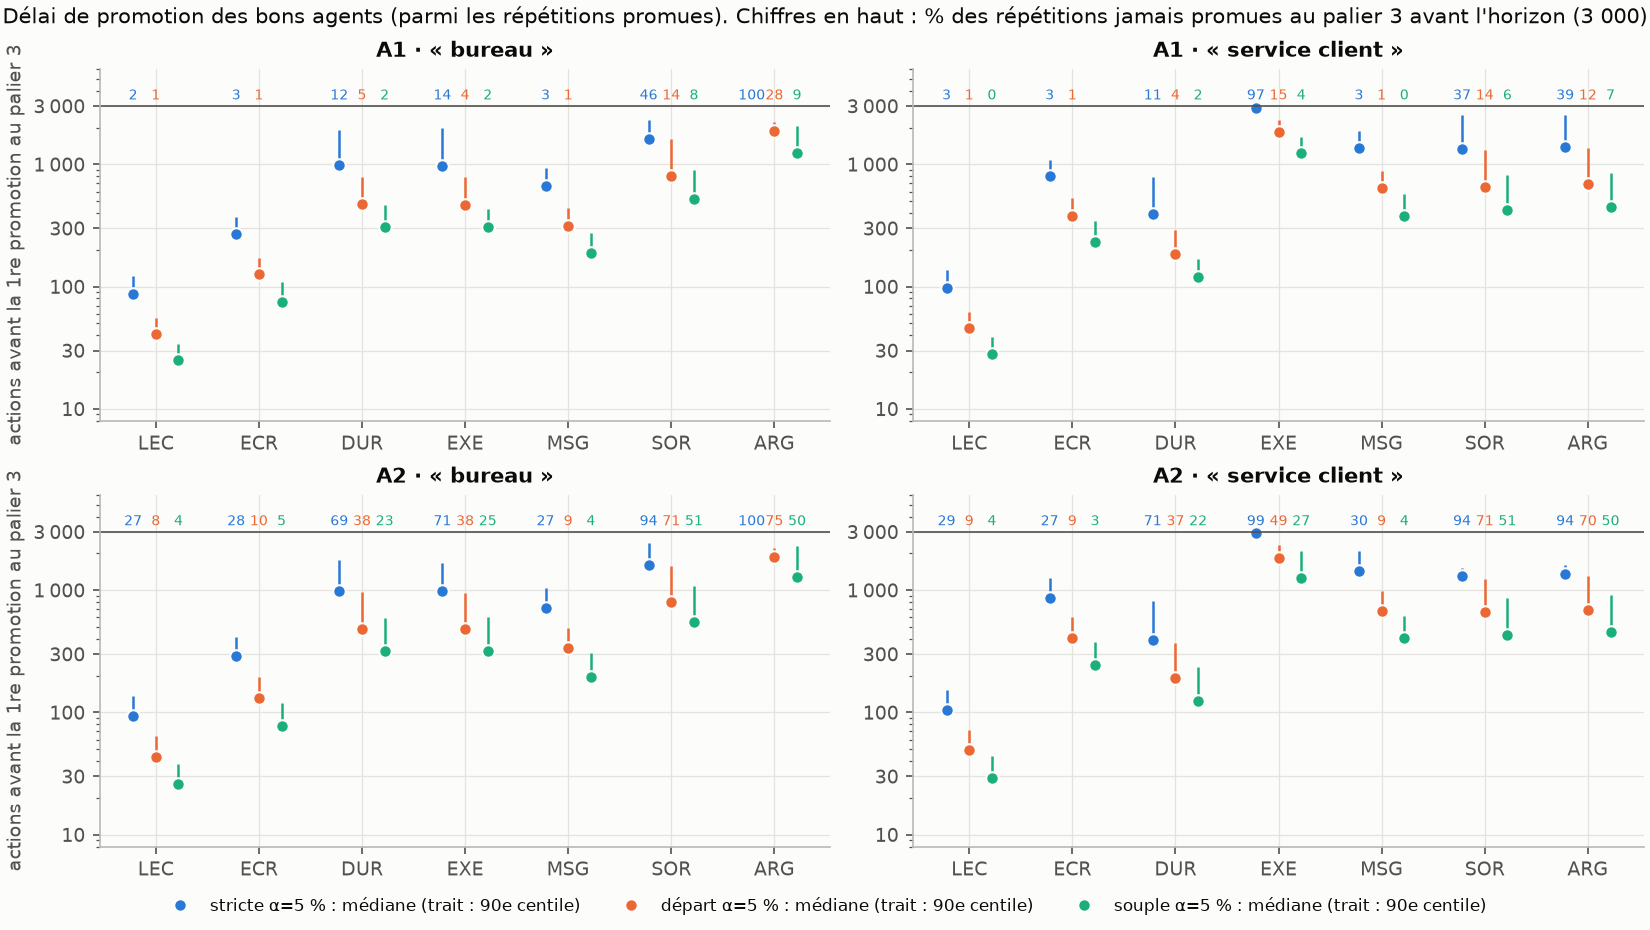 Délai de promotion des bons agents (parmi les répétitions promues). Chiffres en haut : % des répétitions jamais promues au palier 3 avant l'horizon (3 000)
A1 · « bureau »
actions avant la 1re promotion au palier 3
2 1 3 1 12 5 2 14 4 2 3 1 46 14 8 100 28 9
3 000
1 000
300
100
30
10
LEC ECR DUR EXE MSG SOR ARG
A1 · « service client »
3 1 0 3 1 11 4 2 97 15 4 3 1 0 37 14 6 39 12 7
3 000
1 000
300
100
30
10
LEC ECR DUR EXE MSG SOR ARG
A2 · « bureau »
actions avant la 1re promotion au palier 3
27 8 4 28 10 5 69 38 23 71 38 25 27 9 4 94 71 51 100 75 50
3 000
1 000
300
100
30
10
LEC ECR DUR EXE MSG SOR ARG
A2 · « service client »
29 9 4 27 9 3 71 37 22 99 49 27 30 9 4 94 71 51 94 70 50
3 000
1 000
300
100
30
10
LEC ECR DUR EXE MSG SOR ARG
stricte α=5 % : médiane (trait : 90e centile)
départ α=5 % : médiane (trait : 90e centile)
souple α=5 % : médiane (trait : 90e centile)